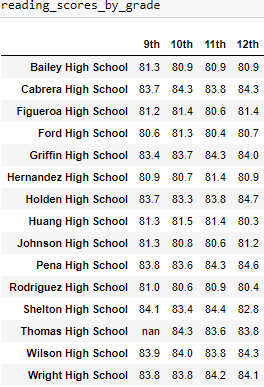 reading_scores_by_grade
9th 10th 11th 12th
Bailey High School 81.3 80.9 80.9 80.9
Cabrera High School 83.7 84.3 83.8 84.3
Figueroa High School 81.2 81.4 80.6 81.4
Ford High School 80.6 81.3 80.4 80.7
Griffin High School 83.4 83.7 84.3 84.0
Hernandez High School 80.9 80.7 81.4 80.9
Holden High School 83.7 83.3 83.8 84.7
Huang High School 81.3 81.5 81.4 80.3
Johnson High School 81.3 80.8 80.6 81.2
Pena High School 83.8 83.6 84.3 84.6
Rodriguez High School 81.0 80.6 80.9 80.4
Shelton High School 84.1 83.4 84.4 82.8
Thomas High School nan 84.3 83.6 83.8
Wilson High School 83.9 84.0 83.8 84.3
Wright High School 83.8 83.8 84.2 84.1